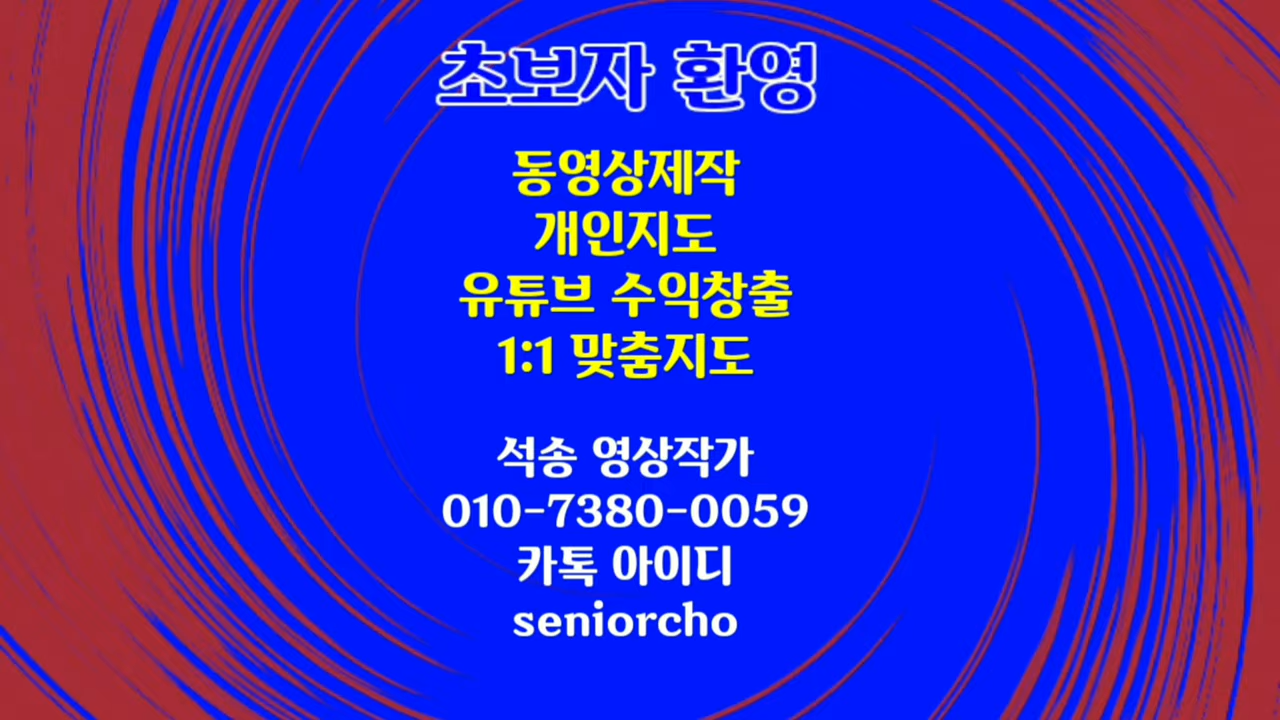 초보자 환영
동영상제작
개인지도
유튜브 수익창출
1:1 맞춤지도
석송 영상작가
010-7380-0059
카톡 아이디
seniorcho